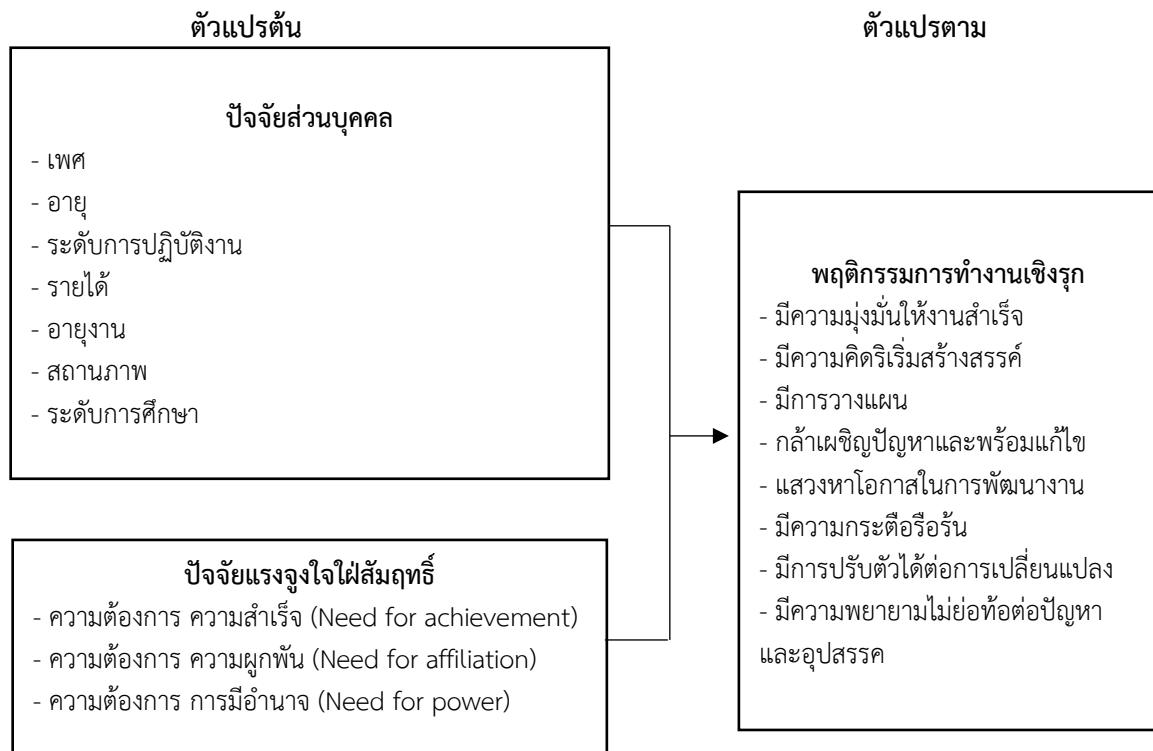 ตัวแปรต้น
ตัวแปรตาม
ปัจจัยส่วนบุคคล
- เพศ
- อายุ
- ระดับการปฏิบัติงาน
- รายได้
- อายุงาน
- สถานภาพ
- ระดับการศึกษา
ปัจจัยแรงจูงใจใฝ่สัมฤทธิ์
- ความต้องการ ความสำเร็จ (Need for achievement)
- ความต้องการ ความผูกพัน (Need for affiliation)
- ความต้องการ การมีอำนาจ (Need for power)
พฤติกรรมการทำงานเชิงรุก
- มีความมุ่งมั่นให้งานสำเร็จ
- มีความคิดริเริ่มสร้างสรรค์
- มีการวางแผน
- กล้าเผชิญปัญหาและพร้อมแก้ไข
- แสวงหาโอกาสในการพัฒนางาน
- มีความกระตือรือร้น
- มีการปรับตัวได้ต่อการเปลี่ยนแปลง
- มีความพยายามไม่ย่อท้อต่อปัญหา
และอุปสรรค